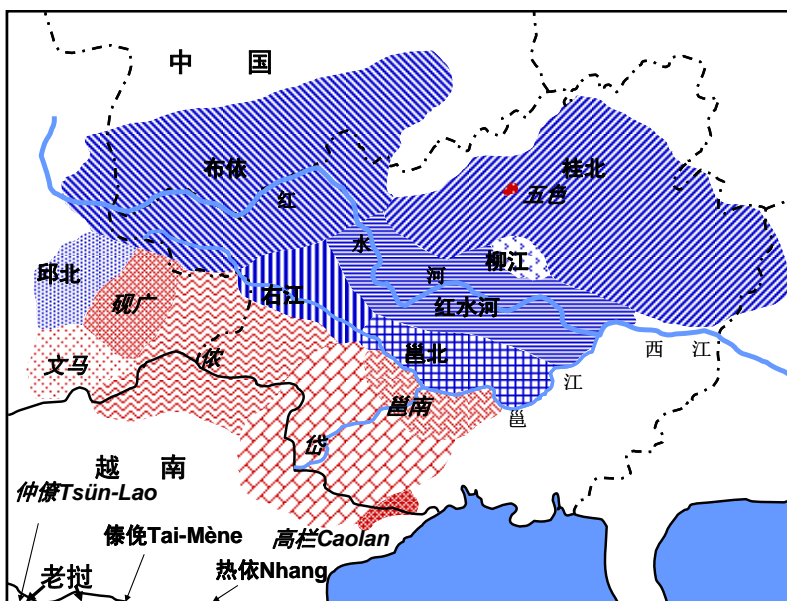 中 国
布依
桂北
红
五色
水
邱北
柳江
河
右江
砚广
红水河
文马
侬
邕北
西 江
江
邕南
邕
岱
越 南
仲僚Tsün-Lao
傣俛Tai-Mène
高栏Caolan
老挝
热依Nhang